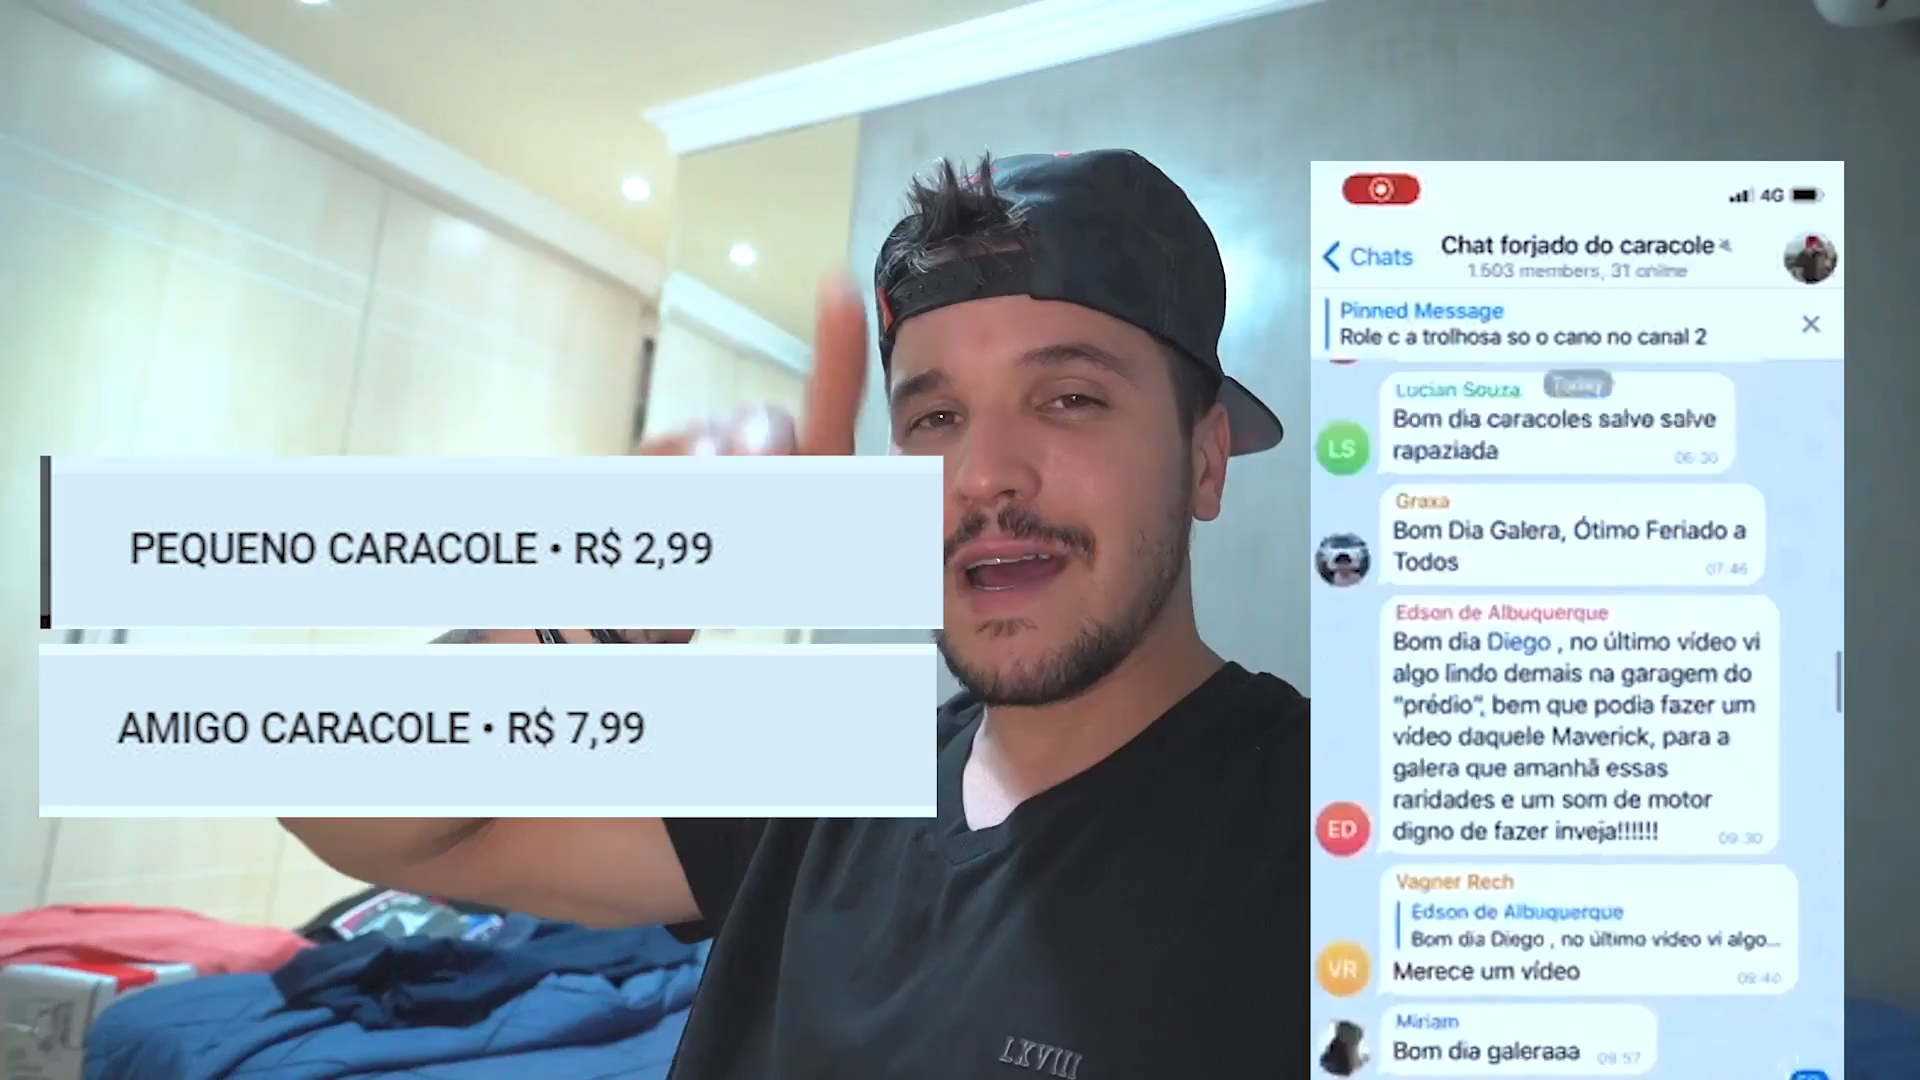 PEQUENO CARACOLE • R$ 2,99
AMIGO CARACOLE • R$ 7,99
4G
Chats
Chat forjado do caracole
1.503 members, 31 online
Pinned Message
Role c a trolhosa so o cano no canal 2
Today
Lucian Souza
Bom dia caracoles salve salve
rapaziada
06:30
Graxa
Bom Dia Galera, Ótimo Feriado a
Todos
07:46
Edson de Albuquerque
Bom dia Diego , no último vídeo vi
algo lindo demais na garagem do
"prédio", bem que podia fazer um
vídeo daquele Maverick, para a
galera que amanhã essas
raridades e um som de motor
digno de fazer inveja!!!!!!
09:30
ED
Vagner Rech
Edson de Albuquerque
Bom dia Diego , no último vídeo vi algo...
Merece um vídeo
09:40
VR
Miriam
Bom dia galeraaa
09:57
LS
LXVIII